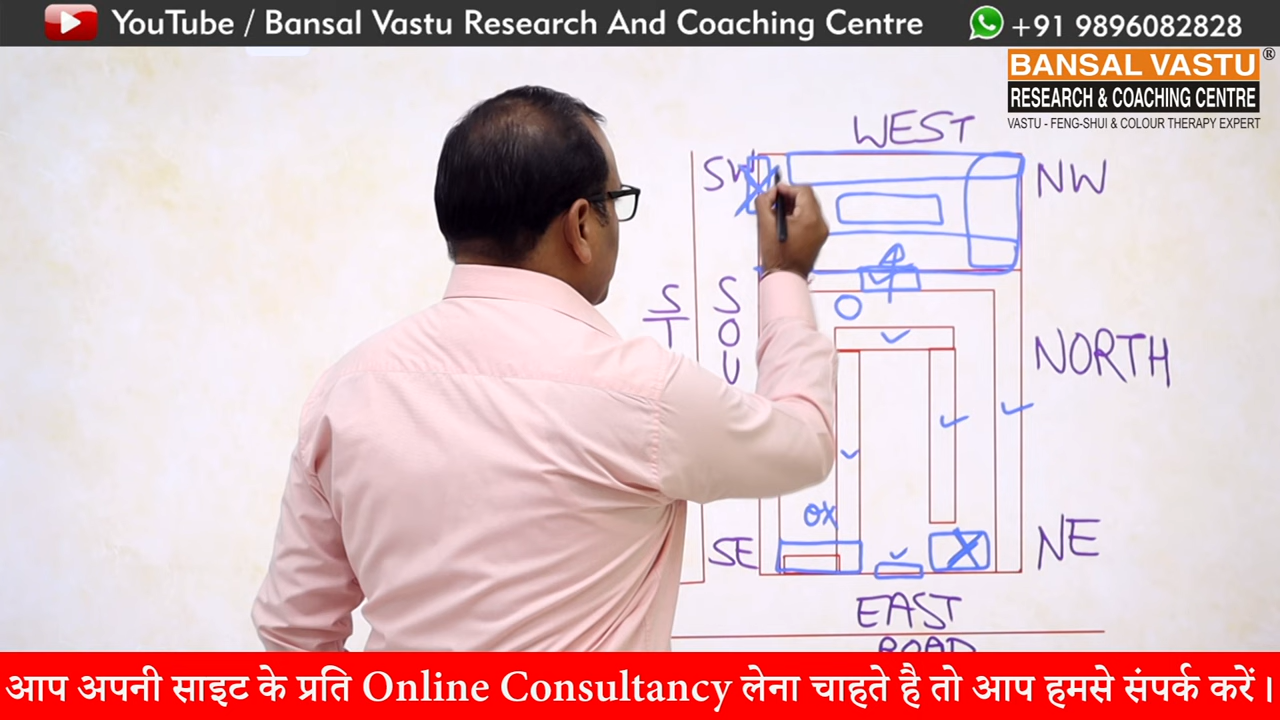 YouTube / Bansal Vastu Research And Coaching Centre
+91 9896082828
BANSAL VASTU®
RESEARCH & COACHING CENTRE
VASTU - FENG-SHUI & COLOUR THERAPY EXPERT
WEST
SW
NW
S
T
S
O
U
NORTH
OX
SE
NE
EAST
ROAD
आप अपनी साइट के प्रति Online Consultancy लेना चाहते है तो आप हमसे संपर्क करें।